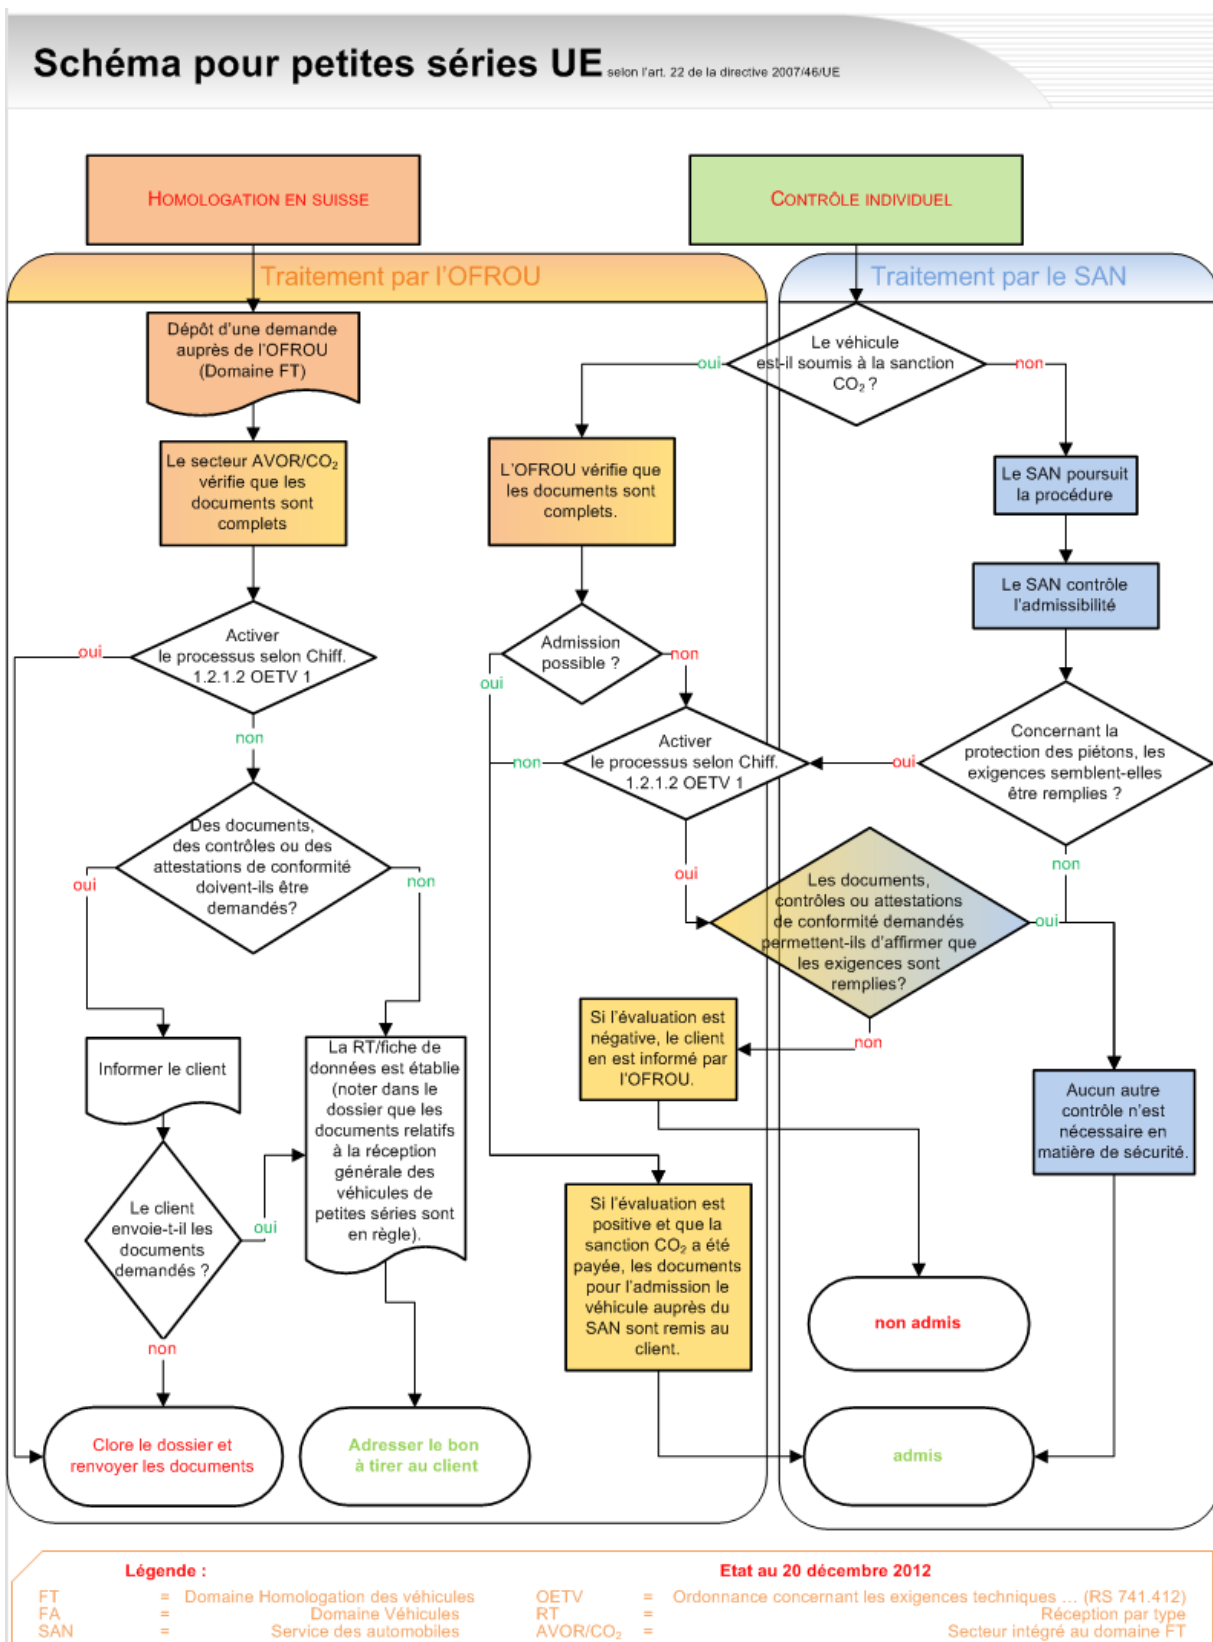 Schéma pour petites séries UE selon l'art. 22 de la directive 2007/46/UE
HOMOLOGATION EN SUISSE
CONTRÔLE INDIVIDUEL
Traitement par l'OFROU
Traitement par le SAN
Dépôt d'une demande
auprès de l'OFROU
(Domaine FT)
Le secteur AVOR/CO₂
vérifie que les
documents sont
complets
Activer
le processus selon Chiff.
1.2.1.2 OETV 1
oui
non
Des documents,
des contrôles ou des
attestations de conformité
doivent-ils être
demandés?
oui
non
Informer le client
Le client
envoie-t-il les
documents
demandés ?
oui
non
La RT/fiche de
données est établie
(noter dans le
dossier que les
documents relatifs
à la réception
générale des
véhicules de
petites séries sont
en règle).
Clore le dossier et
renvoyer les documents
Adresser le bon
à tirer au client
Le véhicule
est-il soumis à la sanction
CO₂ ?
oui
non
L'OFROU vérifie que
les documents sont
complets.
Admission
possible ?
oui
non
Activer
le processus selon Chiff.
1.2.1.2 OETV 1
non
oui
Le SAN poursuit
la procédure
Le SAN contrôle
l'admissibilité
Concernant la
protection des piétons, les
exigences semblent-elles
être remplies ?
oui
non
Les documents,
contrôles ou attestations
de conformité demandés
permettent-ils d'affirmer que
les exigences sont
remplies?
oui
non
Si l'évaluation est
négative, le client
en est informé par
l'OFROU.
Aucun autre
contrôle n'est
nécessaire en
matière de sécurité.
Si l'évaluation est
positive et que la
sanction CO₂ a été
payée, les documents
pour l'admission le
véhicule auprès du
SAN sont remis au
client.
non admis
admis
Légende :
Etat au 20 décembre 2012
FT = Domaine Homologation des véhicules
FA = Domaine Véhicules
SAN = Service des automobiles
OETV = Ordonnance concernant les exigences techniques … (RS 741.412)
RT = Réception par type
AVOR/CO₂ = Secteur intégré au domaine FT